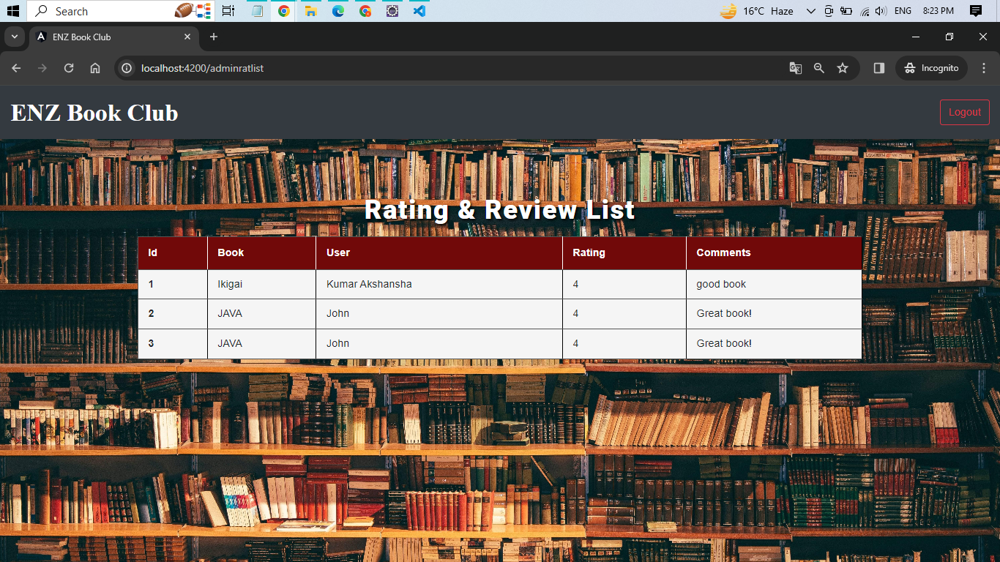 Search
16°C Haze
ENG
8:23 PM
ENZ Book Club
localhost:4200/adminratlist
Incognito
ENZ Book Club
Logout
Rating & Review List
Id Book User Rating Comments
1 Ikigai Kumar Akshansha 4 good book
2 JAVA John 4 Great book!
3 JAVA John 4 Great book!